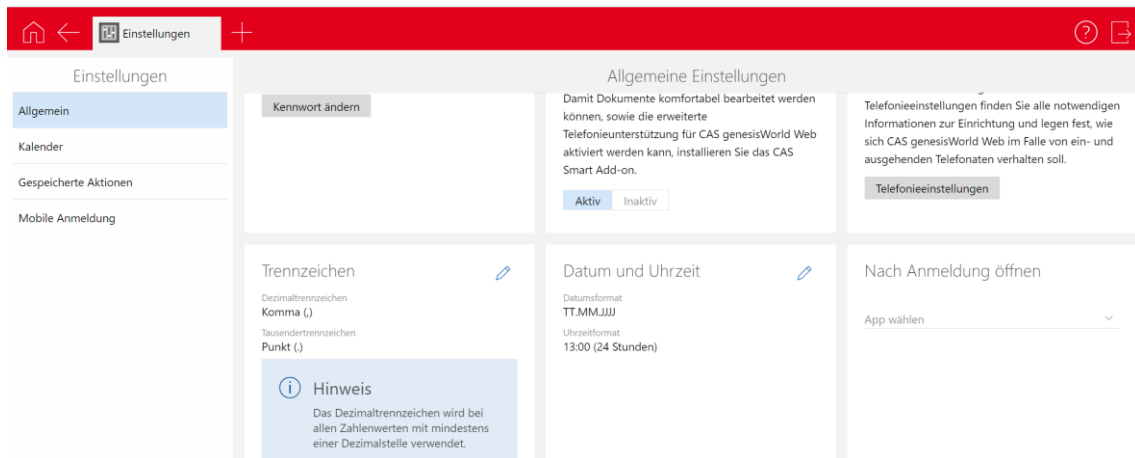 Einstellungen
Einstellungen
Allgemein
Kalender
Gespeicherte Aktionen
Mobile Anmeldung
Allgemeine Einstellungen
Kennwort ändern
Damit Dokumente komfortabel bearbeitet werden
können, sowie die erweiterte
Telefonieunterstützung für CAS genesisWorld Web
aktiviert werden kann, installieren Sie das CAS
Smart Add-on.
Aktiv
Inaktiv
Telefonieeinstellungen finden Sie alle notwendigen
Informationen zur Einrichtung und legen fest, wie
sich CAS genesisWorld Web im Falle von ein- und
ausgehenden Telefonaten verhalten soll.
Telefonieeinstellungen
Trennzeichen
Dezimaltrennzeichen
Komma (,)
Tausendertrennzeichen
Punkt (.)
Hinweis
Das Dezimaltrennzeichen wird bei
allen Zahlenwerten mit mindestens
einer Dezimalstelle verwendet.
Datum und Uhrzeit
Datumsformat
TT.MM.JJJJ
Uhrzeitformat
13:00 (24 Stunden)
Nach Anmeldung öffnen
App wählen